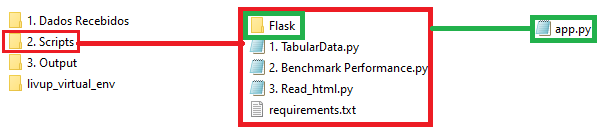 1. Dados Recebidos
2. Scripts
3. Output
livup_virtual_env
Flask
1. TabularData.py
2. Benchmark Performance.py
3. Read_html.py
requirements.txt
app.py